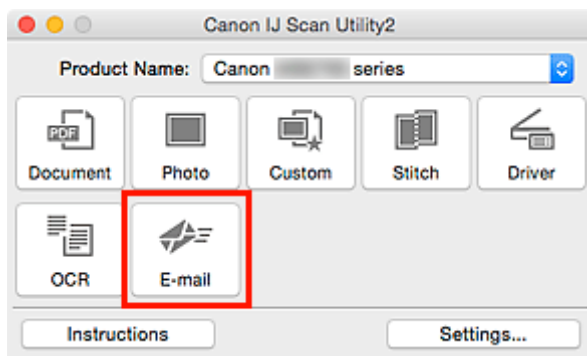 Canon IJ Scan Utility2
Product Name: Canon series
PDF
Document Photo Custom Stitch Driver
OCR E-mail
Instructions Settings...